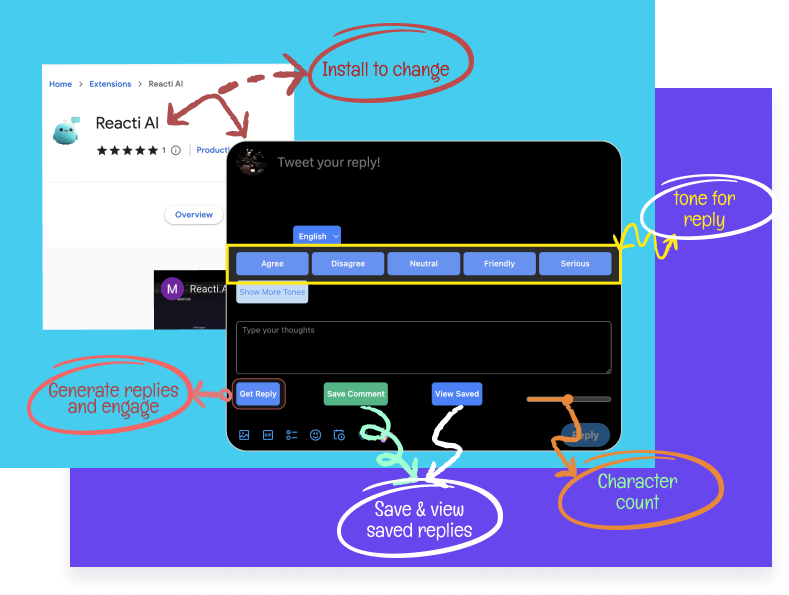 Install to change
Home > Extensions > Reacti AI
Reacti AI
1
Overview
M Reacti.A
Tweet your reply!
English
Agree Disagree Neutral Friendly Serious
Show More Tones
Type your thoughts
Get Reply Save Comment View Saved
GIF
Reply
tone for
reply
Generate replies
and engage
Save & view
saved replies
Character
count